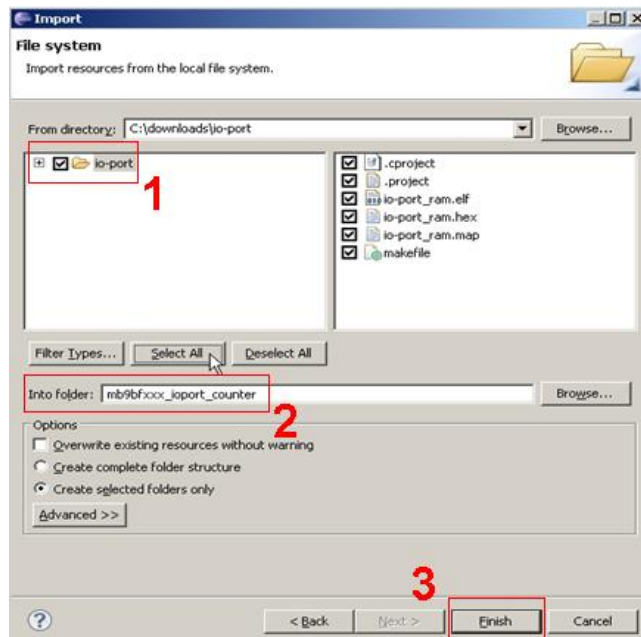 Import
File system
Import resources from the local file system.
From directory: C:\downloads\io-port Browse...
io-port
1
.cproject
.project
io-port_ram.elf
io-port_ram.hex
io-port_ram.map
makefile
Filter Types... Select All Deselect All
Into folder: mb9bfxxx_ioport_counter Browse...
2
Options
Overwrite existing resources without warning
Create complete folder structure
Create selected folders only
Advanced >>
3
? < Back Next > Finish Cancel